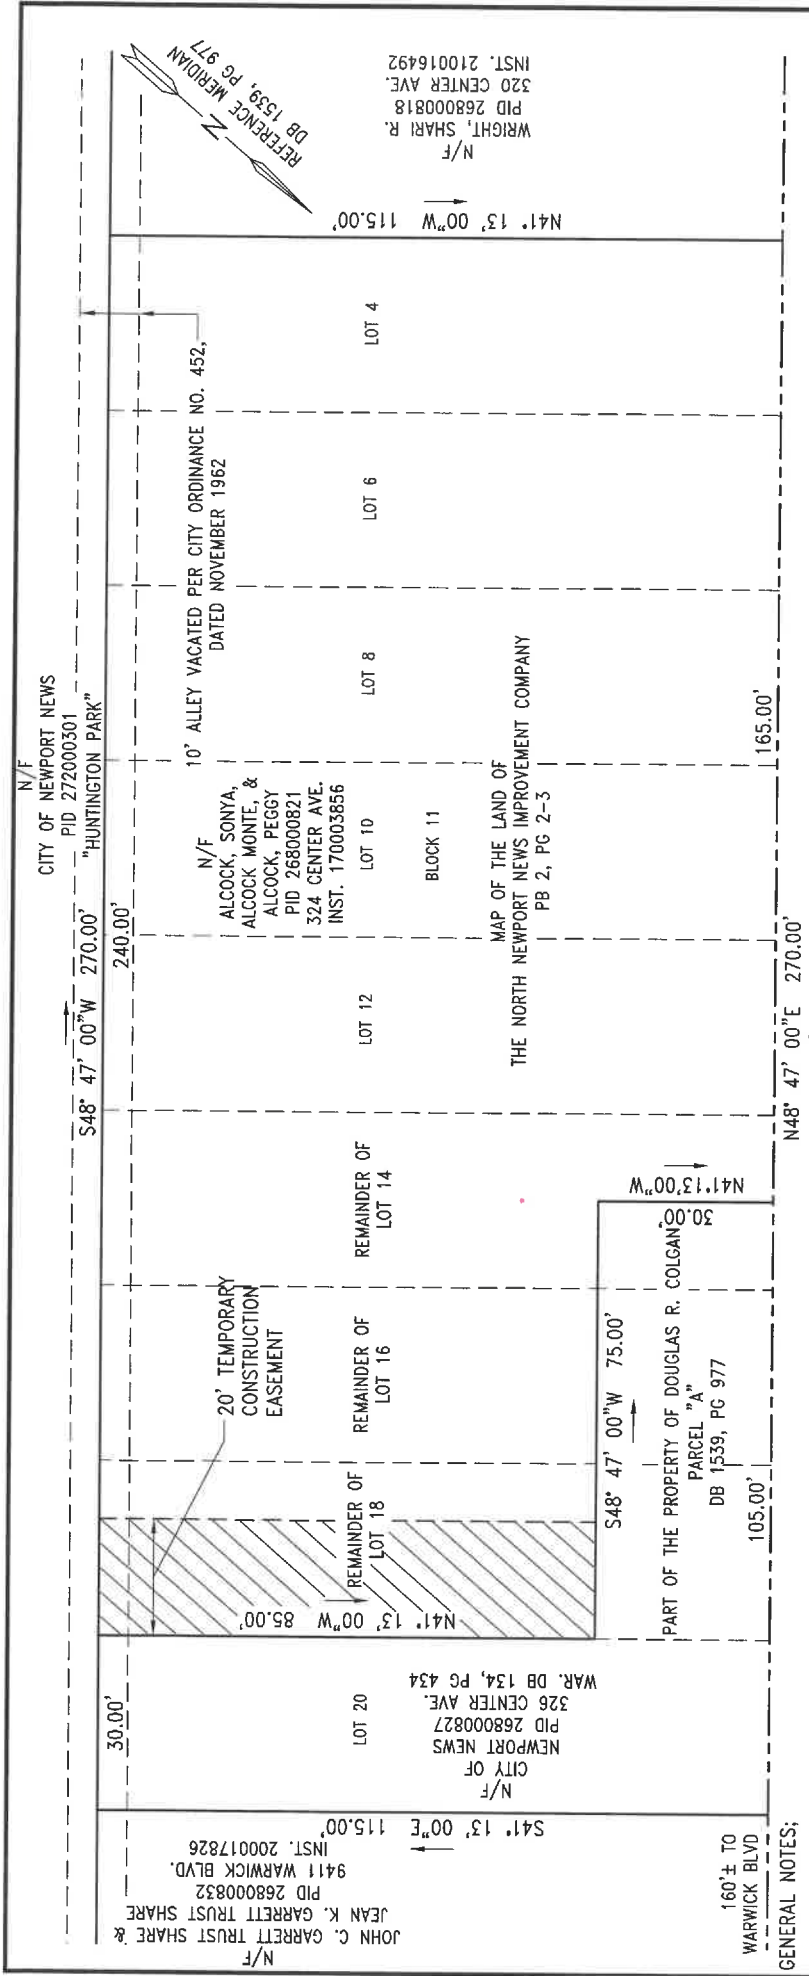 N/F
CITY OF NEWPORT NEWS
PID 272000301
"HUNTINGTON PARK"
S48° 47' 00"W 270.00'
240.00'
30.00'
REFERENCE MERIDIAN
DB 1539, PG 977
N
N/F
WRIGHT, SHARI R.
PID 268000818
320 CENTER AVE.
INST. 210016492
N41° 13' 00"W 115.00'
10' ALLEY VACATED PER CITY ORDINANCE NO. 452,
DATED NOVEMBER 1962
LOT 4
LOT 6
LOT 8
N/F
ALCOCK, SONYA,
ALCOCK MONTE, &
ALCOCK, PEGGY
PID 268000821
324 CENTER AVE.
INST. 170003856
LOT 10
BLOCK 11
MAP OF THE LAND OF
THE NORTH NEWPORT NEWS IMPROVEMENT COMPANY
PB 2, PG 2-3
165.00'
LOT 12
REMAINDER OF
LOT 14
20' TEMPORARY
CONSTRUCTION
EASEMENT
REMAINDER OF
LOT 16
REMAINDER OF
LOT 18
N41° 13' 00"W 85.00'
S48° 47' 00"W 75.00'
N41°13'00"W
30.00'
PART OF THE PROPERTY OF DOUGLAS R. COLGAN
PARCEL "A"
DB 1539, PG 977
105.00'
N48° 47' 00"E 270.00'
LOT 20
N/F
CITY OF
NEWPORT NEWS
PID 268000827
326 CENTER AVE.
WAR. DB 134, PG 434
S41° 13' 00"E 115.00'
N/F
JOHN C. GARRETT TRUST SHARE &
JEAN K. GARRETT TRUST SHARE
PID 268000832
9411 WARWICK BLVD.
INST. 200017826
160'± TO
WARWICK BLVD
GENERAL NOTES;